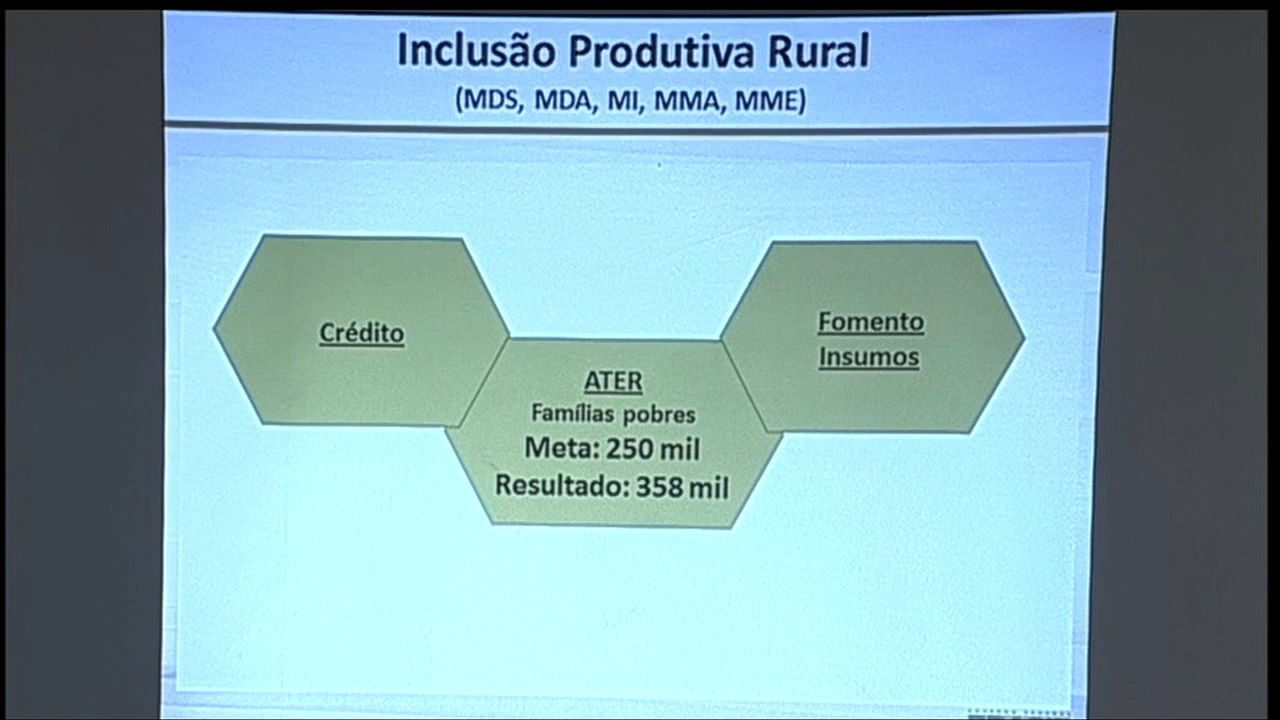 Inclusão Produtiva Rural
(MDS, MDA, MI, MMA, MME)
Crédito
Fomento
Insumos
ATER
Famílias pobres
Meta: 250 mil
Resultado: 358 mil